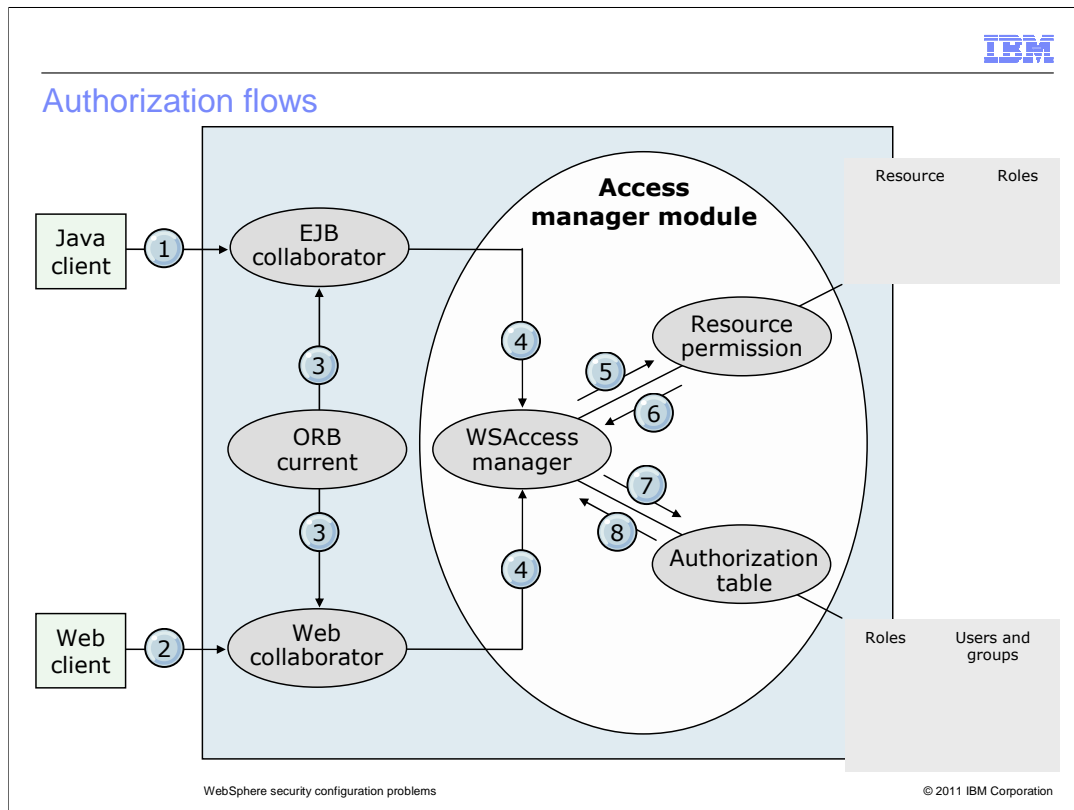 IBM
Authorization flows
Access
manager module
Resource Roles
Java
client
1
EJB
collaborator
4
3
Resource
permission
5
6
ORB
current
WSAccess
manager
7
3
8
4
Authorization
table
Web
client
2
Web
collaborator
Roles Users and
groups
WebSphere security configuration problems © 2011 IBM Corporation